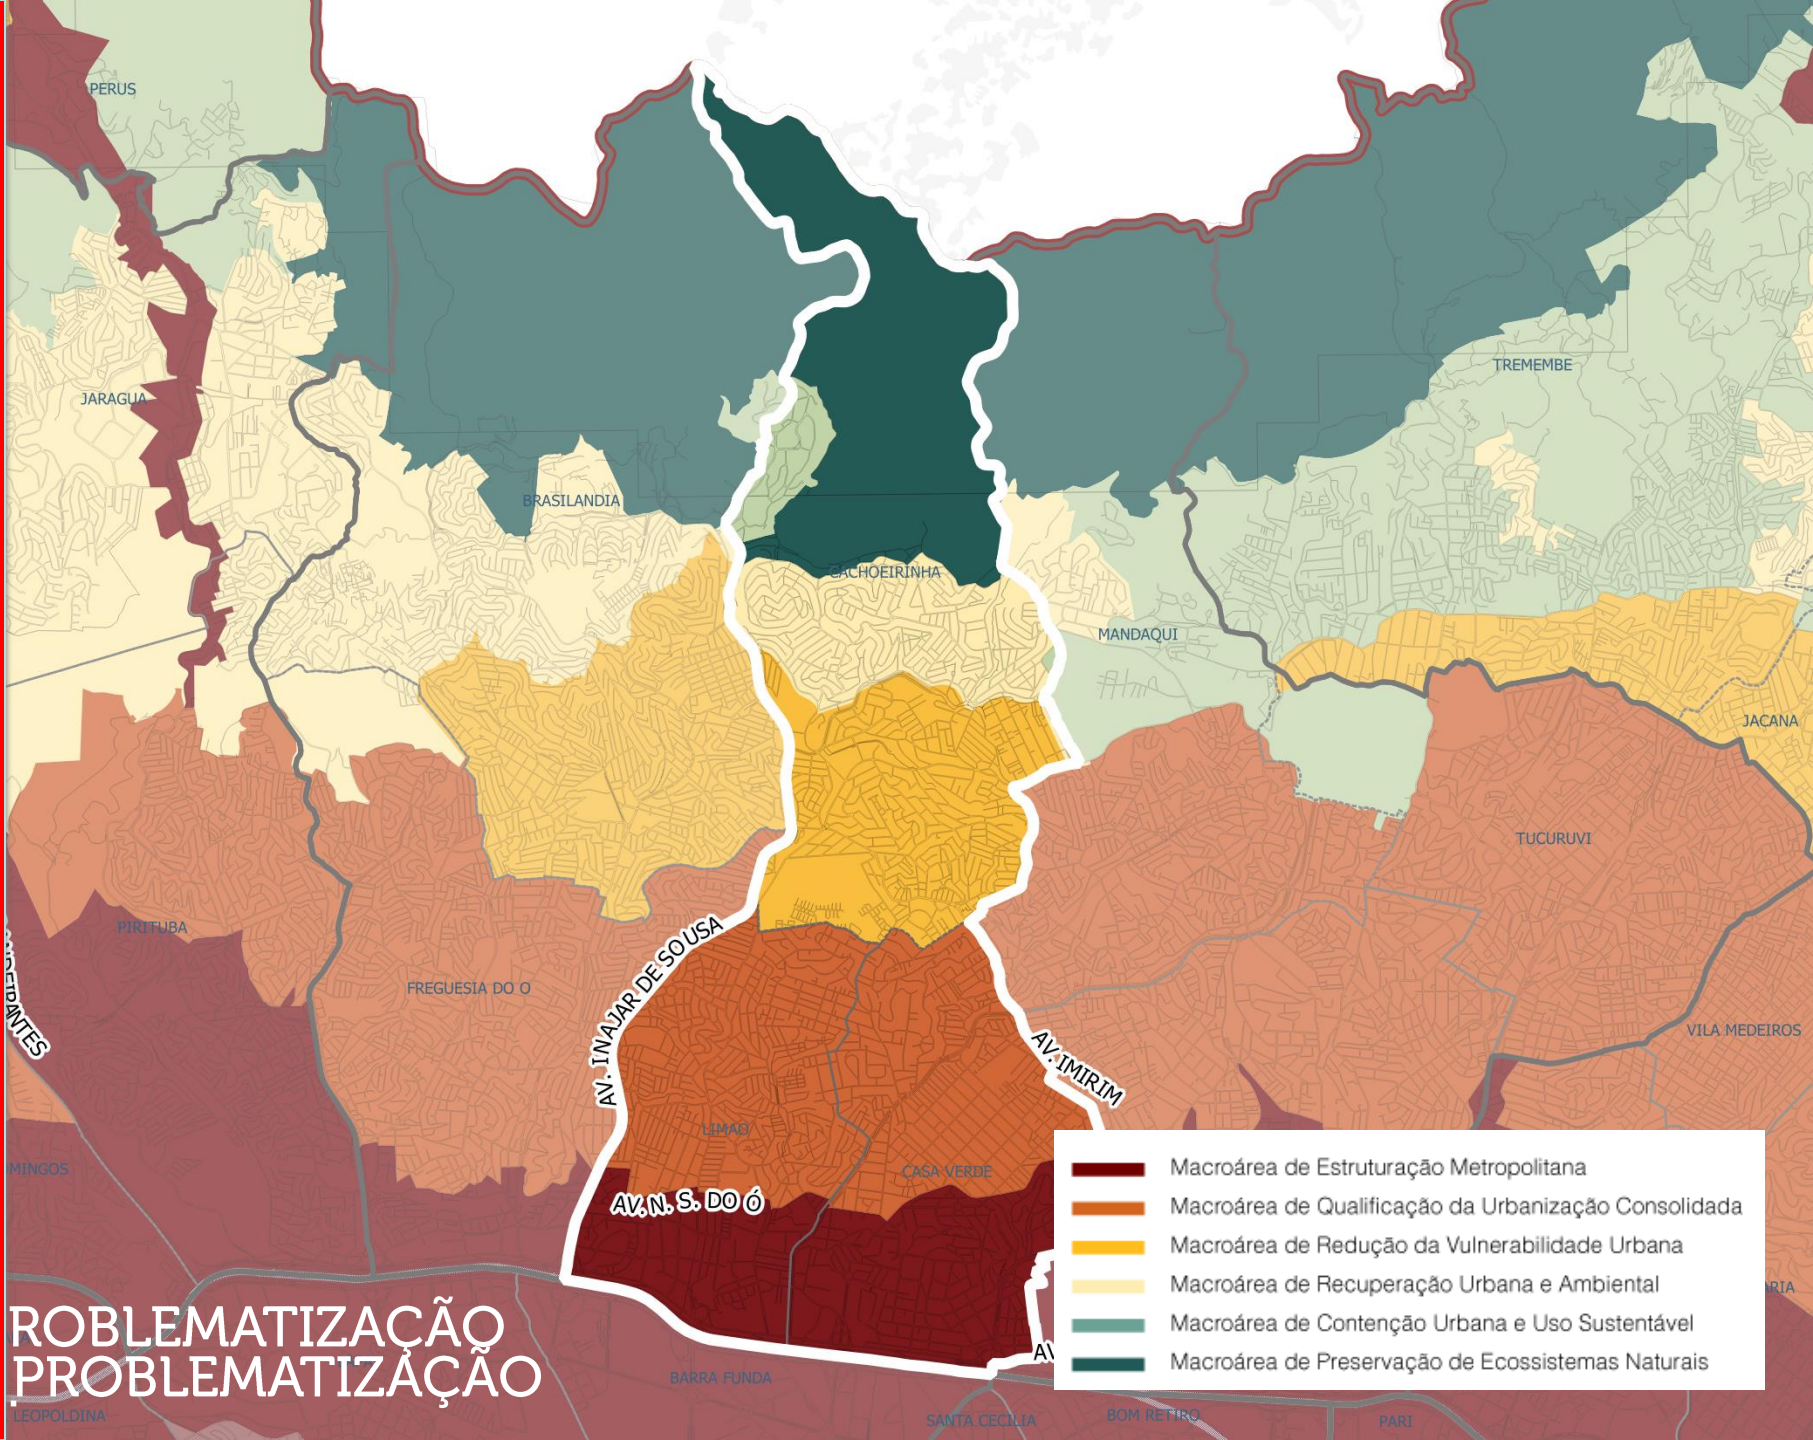 PERUS
JARAGUA
TREMEMBE
BRASILANDIA
CACHOEIRINHA
MANDAQUI
JACANA
TUCURUVI
PIRITUBA
FREGUESIA DO O
AV. INAJAR DE SOUSA
VILA MEDEIROS
AV. IMIRIM
LIMAO
CASA VERDE
MINGOS
AV. N. S. DO Ó
Macroárea de Estruturação Metropolitana
Macroárea de Qualificação da Urbanização Consolidada
Macroárea de Redução da Vulnerabilidade Urbana
Macroárea de Recuperação Urbana e Ambiental
Macroárea de Contenção Urbana e Uso Sustentável
Macroárea de Preservação de Ecossistemas Naturais
ARIA
AV
ROBLEMATIZAÇÃO
PROBLEMATIZAÇÃO
BARRA FUNDA
LEOPOLDINA
SANTA CECILIA
BOM RETIRO
PARI